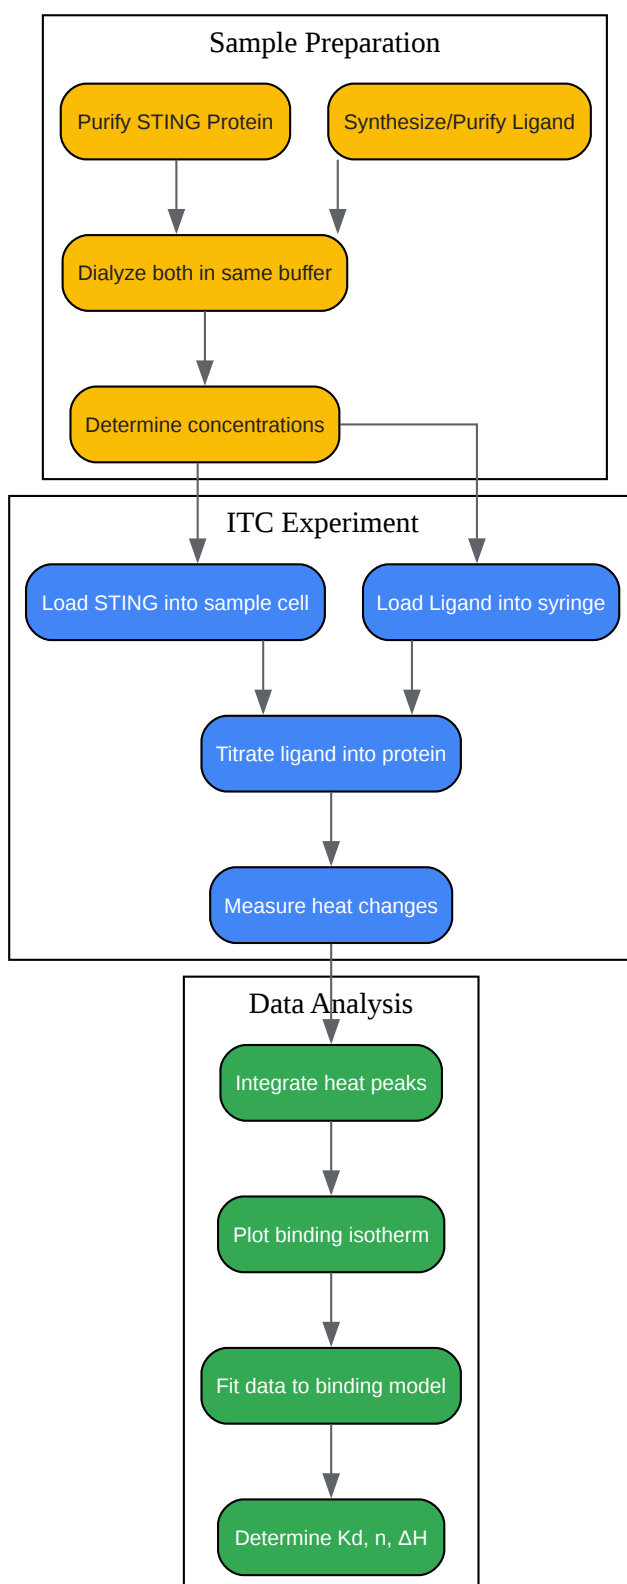 Sample Preparation
Purify STING Protein
Synthesize/Purify Ligand
Dialyze both in same buffer
Determine concentrations
ITC Experiment
Load STING into sample cell
Load Ligand into syringe
Titrate ligand into protein
Measure heat changes
Data Analysis
Integrate heat peaks
Plot binding isotherm
Fit data to binding model
Determine Kd, n, ΔH